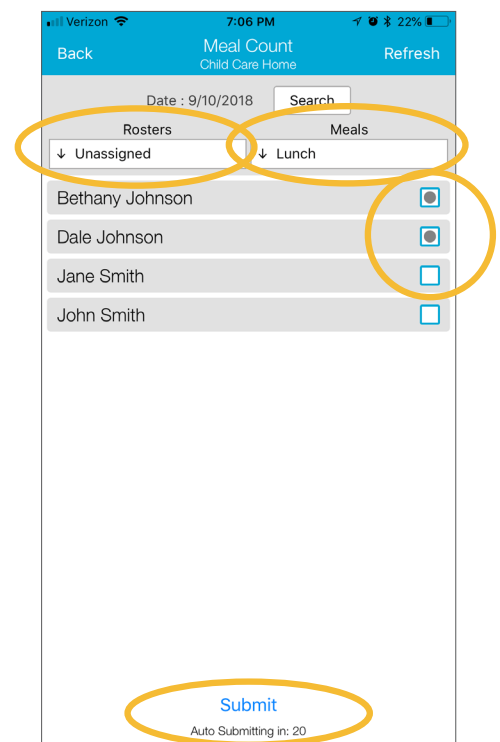 Verizon 7:06 PM 22%
Back Meal Count Refresh
Child Care Home
Date : 9/10/2018 Search
Rosters Meals
↓ Unassigned ↓ Lunch
Bethany Johnson
Dale Johnson
Jane Smith
John Smith
Submit
Auto Submitting in: 20